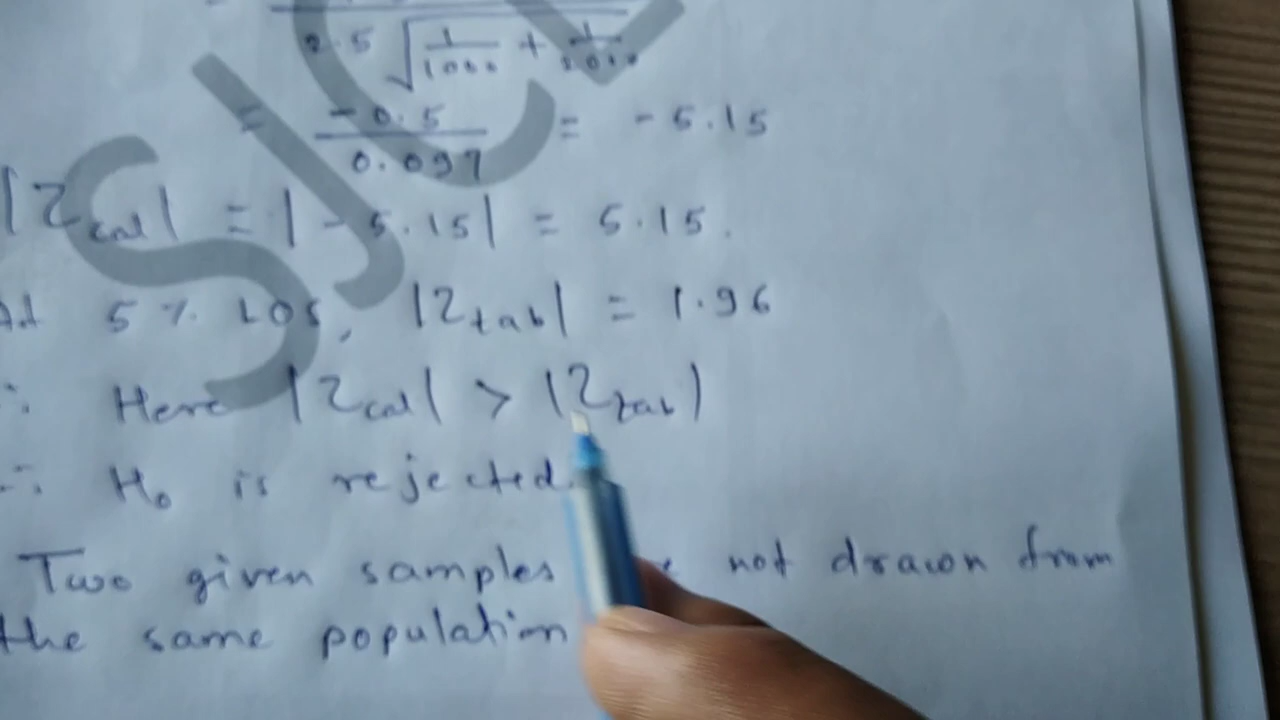 2.5 √(1/1000 + 1/2000)
= -0.5/0.097 = -5.15
|Zcal| = |-5.15| = 5.15.
At 5% LOS, |Ztab| = 1.96
∴ Here |Zcal| > |Ztab|
∴ H₀ is rejected.
Two given samples not drawn from
the same population